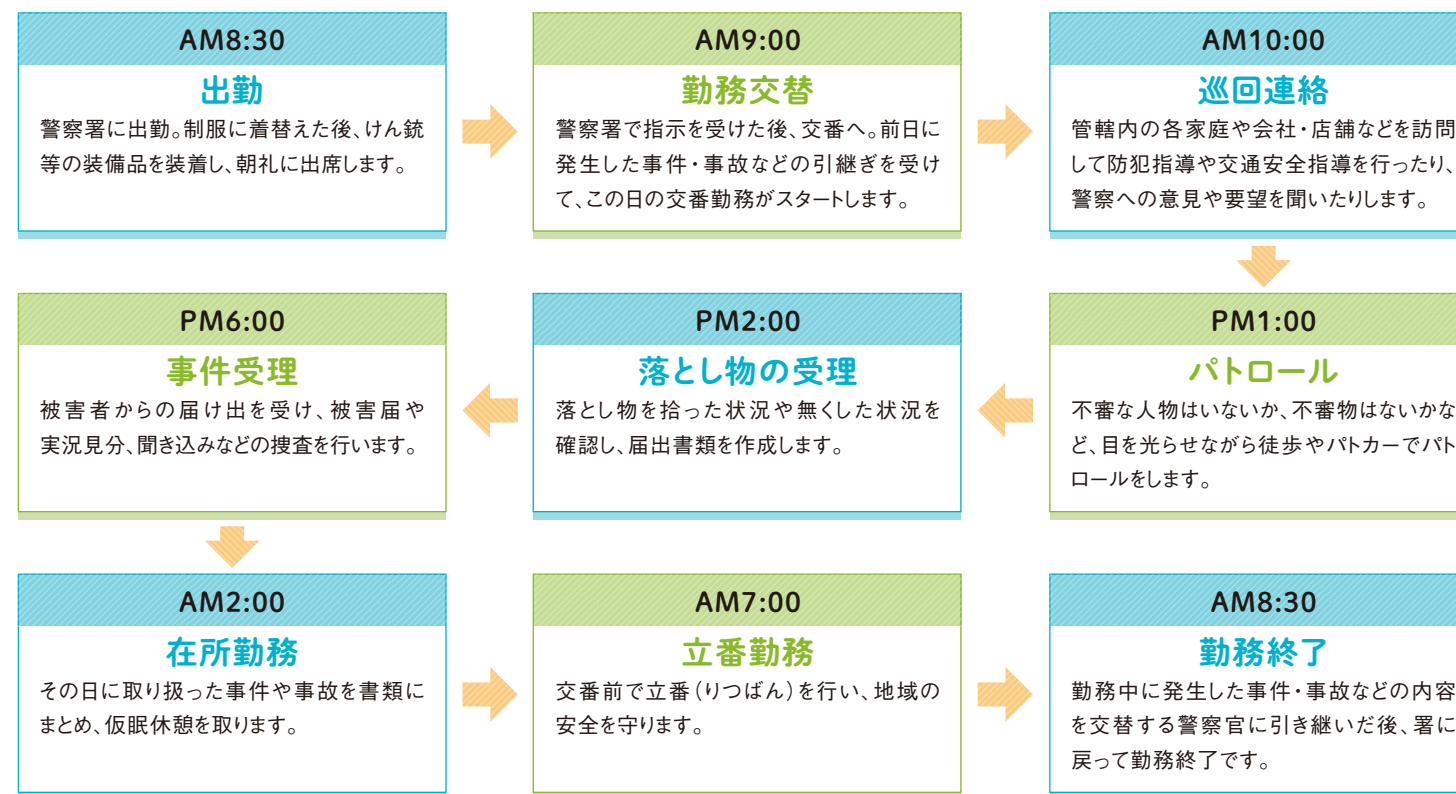 AM8:30
出勤
警察署に出勤。制服に着替えた後、けん銃
等の装備品を装着し、朝礼に出席します。
AM9:00
勤務交替
警察署で指示を受けた後、交番へ。前日に
発生した事件・事故などの引継ぎを受け
て、この日の交番勤務がスタートします。
AM10:00
巡回連絡
管轄内の各家庭や会社・店舗などを訪問
して防犯指導や交通安全指導を行ったり、
警察への意見や要望を聞いたりします。
PM1:00
パトロール
不審な人物はいないか、不審物はないかな
ど、目を光らせながら徒歩やパトカーでパト
ロールをします。
PM2:00
落とし物の受理
落とし物を拾った状況や無くした状況を
確認し、届出書類を作成します。
PM6:00
事件受理
被害者からの届け出を受け、被害届や
実況見分、聞き込みなどの捜査を行います。
AM2:00
在所勤務
その日に取り扱った事件や事故を書類に
まとめ、仮眠休憩を取ります。
AM7:00
立番勤務
交番前で立番(りつばん)を行い、地域の
安全を守ります。
AM8:30
勤務終了
勤務中に発生した事件・事故などの内容
を交替する警察官に引き継いだ後、署に
戻って勤務終了です。